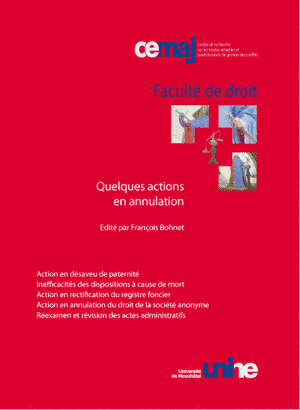 cemaj
Centre de recherche
sur les modes amiables et
juridictionnels de gestion des conflits
Faculté de droit
Quelques actions
en annulation
Edité par François Bohnet
Action en désaveu de paternité
Inefficacités des dispositions à cause de mort
Action en rectification du registre foncier
Action en annulation du droit de la société anonyme
Réexamen et révision des actes administratifs
Université
de Neuchâtel
unine